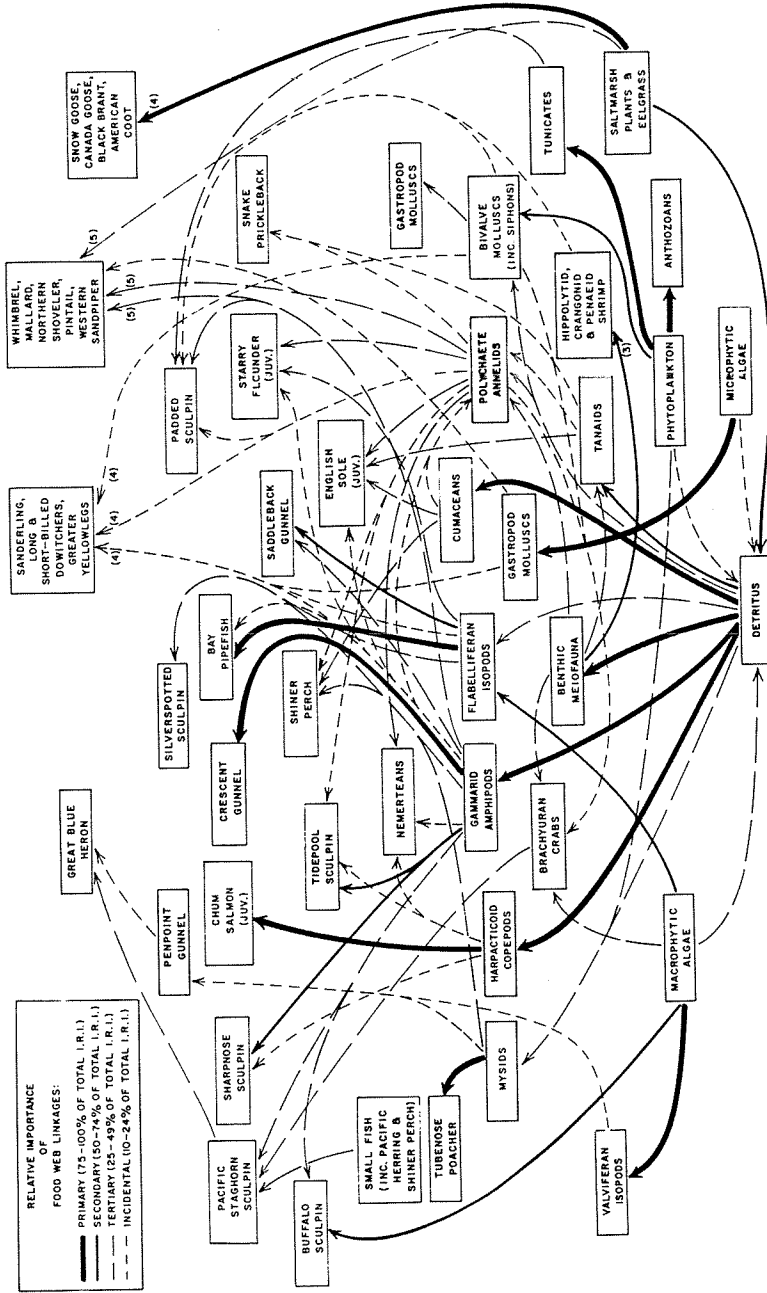 RELATIVE IMPORTANCE
OF
FOOD WEB LINKAGES:
PRIMARY (75-100% OF TOTAL I.R.I.)
SECONDARY (50-74% OF TOTAL I.R.I.)
TERTIARY (25-49% OF TOTAL I.R.I.)
INCIDENTAL (10-24% OF TOTAL I.R.I.)
GREAT BLUE
HERON
SANDERLING,
LONG &
SHORT-BILLED
DOWITCHERS,
GREATER
YELLOWLEGS
WHIMBREL,
MALLARD,
NORTHERN
SHOVELER,
PINTAIL,
WESTERN
SANDPIPER
SNOW GOOSE,
CANADA GOOSE,
BLACK BRANT,
AMERICAN
COOT
(4)
(4)
(4)
(5)
(5)
(5)
(4)
PENPOINT
GUNNEL
SILVERSPOTTED
SCULPIN
PADDED
SCULPIN
PACIFIC
STAGHORN
SCULPIN
SHARPNOSE
SCULPIN
CHUM
SALMON
(JUV.)
CRESCENT
GUNNEL
BAY
PIPEFISH
SADDLEBACK
GUNNEL
STARRY
FLCUNDER
(JUV.)
SNAKE
PRICKLEBACK
BUFFALO
SCULPIN
TIDEPOOL
SCULPIN
SHINER
PERCH
ENGLISH
SOLE
(JUV.)
SMALL FISH
(INC. PACIFIC
HERRING &
SHINER PERCH)
NEMERTEANS
GASTROPOD
MOLLUSCS
TUBENOSE
POACHER
MYSIDS
HARPACTICOID
COPEPODS
GAMMARID
AMPHIPODS
FLABELLIFERAN
ISOPODS
CUMACEANS
POLYCHAETE
ANNELIDS
BIVALVE
MOLLUSCS
(INC. SIPHONS)
TUNICATES
BRACHYURAN
CRABS
BENTHIC
MEIOFAUNA
GASTROPOD
MOLLUSCS
TANAIDS
HIPPOLYTID,
CRANGONID
& PENAEID
SHRIMP
(3)
VALVIFERAN
ISOPODS
MACROPHYTIC
ALGAE
PHYTOPLANKTON
ANTHOZOANS
SALTMARSH
PLANTS &
EELGRASS
DETRITUS
MICROPHYTIC
ALGAE